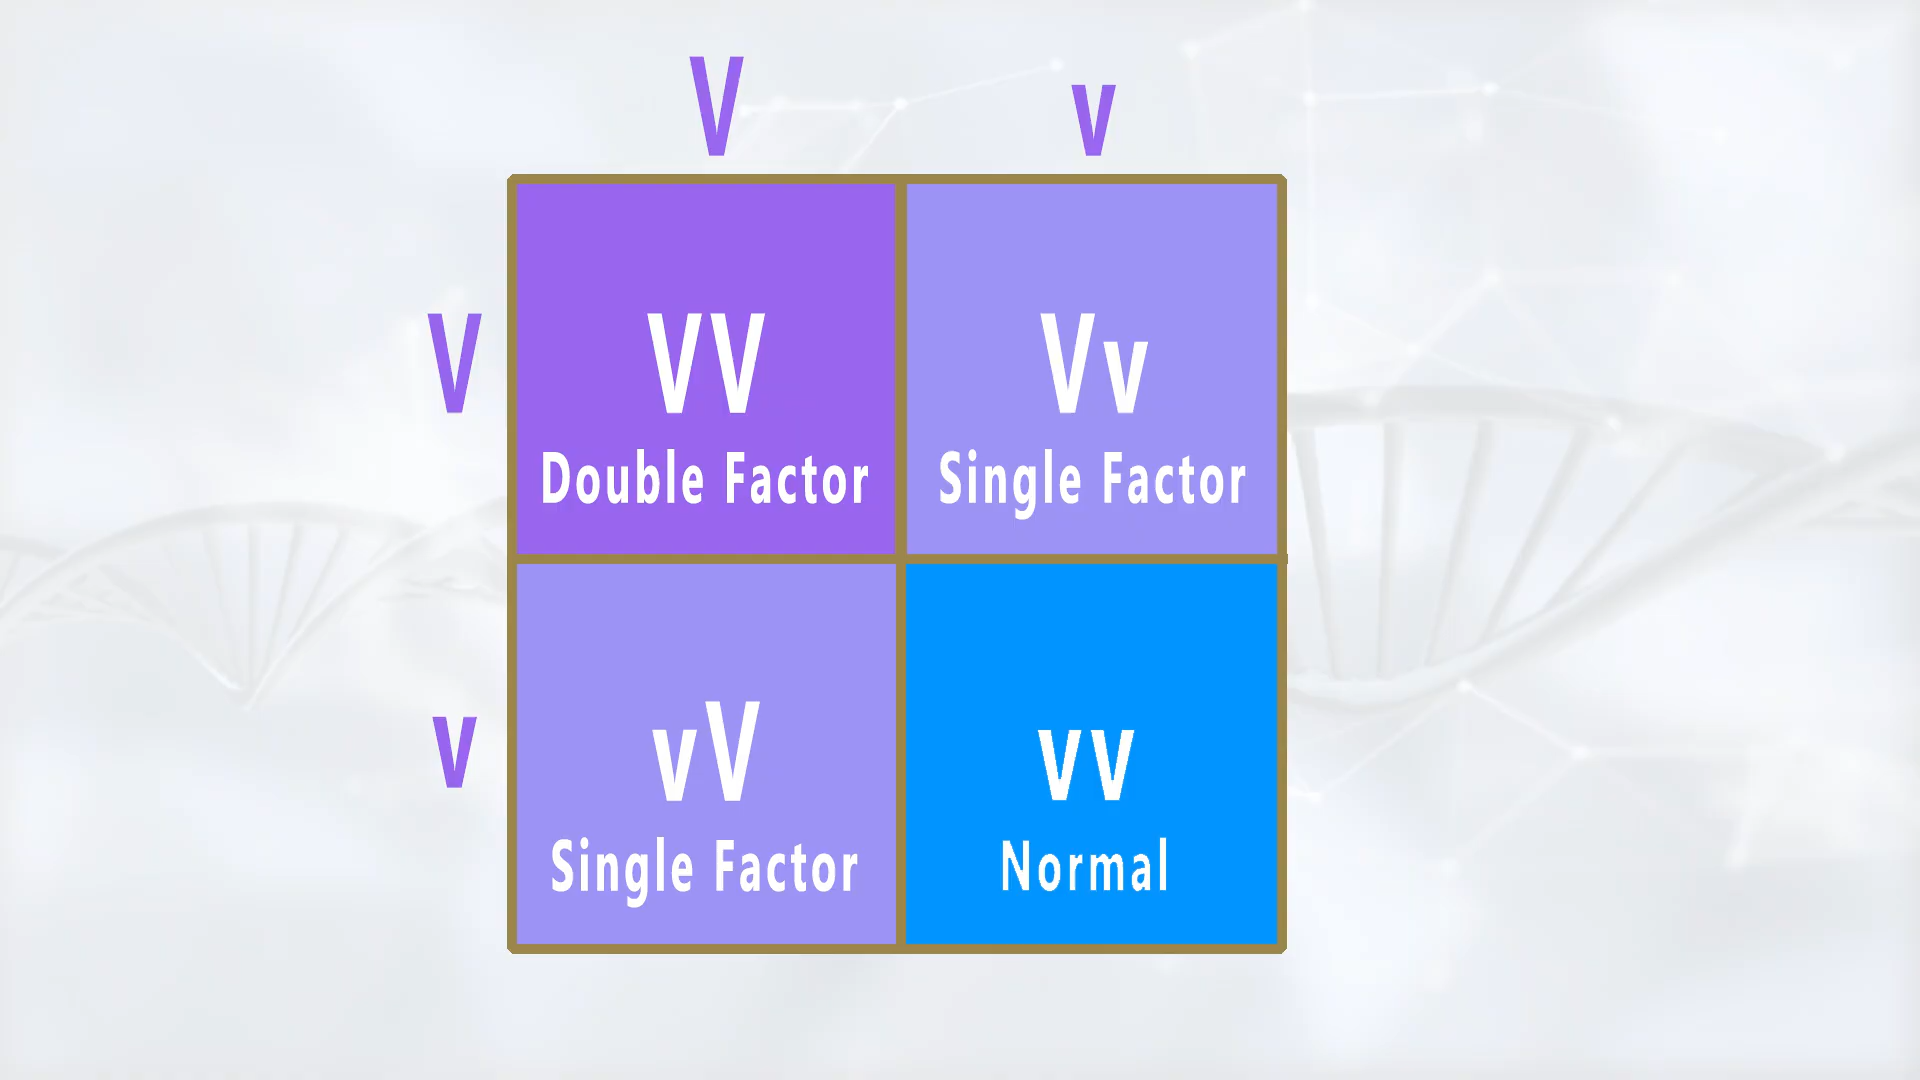 V v
V VV Vv
Double Factor Single Factor
v vV vv
Single Factor Normal